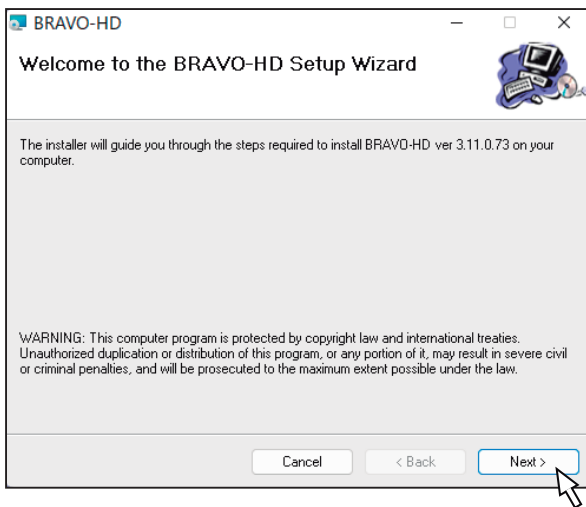 BRAVO-HD
Welcome to the BRAVO-HD Setup Wizard
The installer will guide you through the steps required to install BRAVO-HD ver 3.11.0.73 on your
computer.
WARNING: This computer program is protected by copyright law and international treaties.
Unauthorized duplication or distribution of this program, or any portion of it, may result in severe civil
or criminal penalties, and will be prosecuted to the maximum extent possible under the law.
Cancel < Back Next >